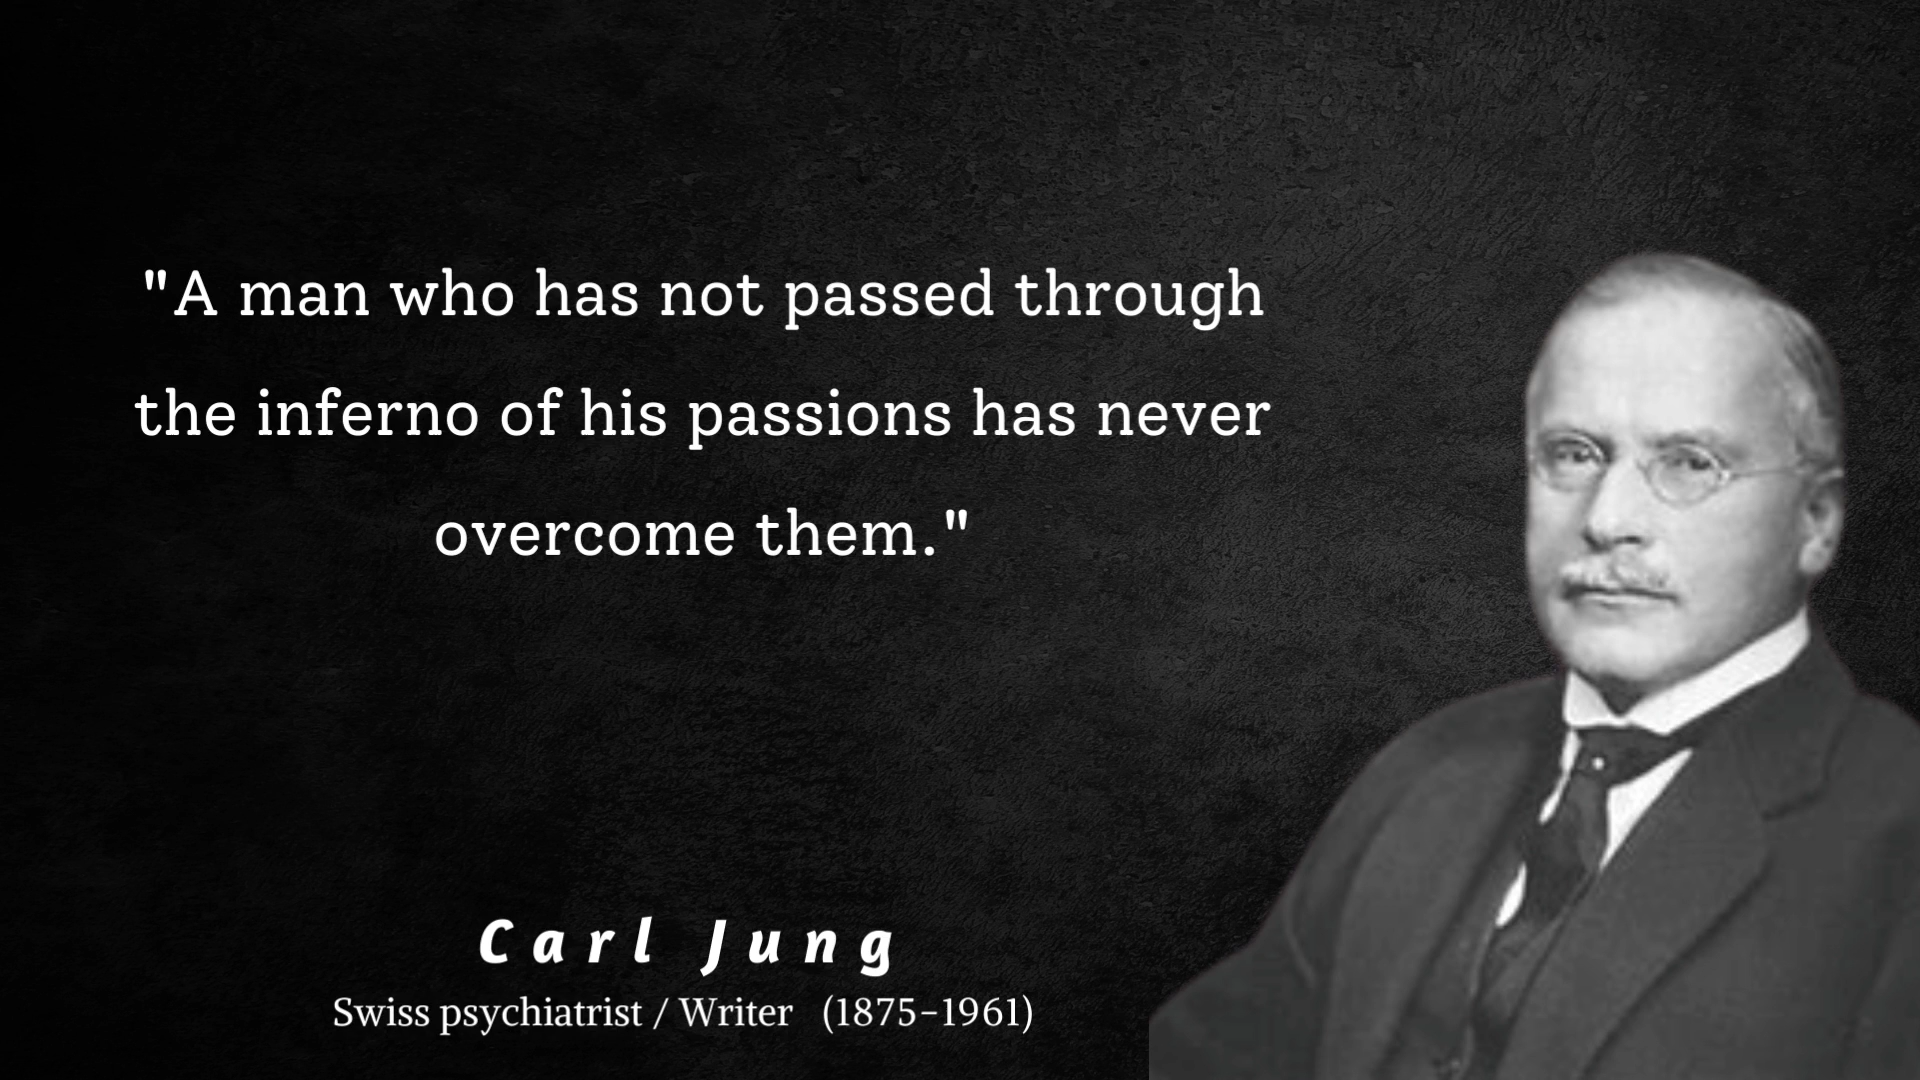 "A man who has not passed through
the inferno of his passions has never
overcome them."
Carl Jung
Swiss psychiatrist / Writer (1875-1961)